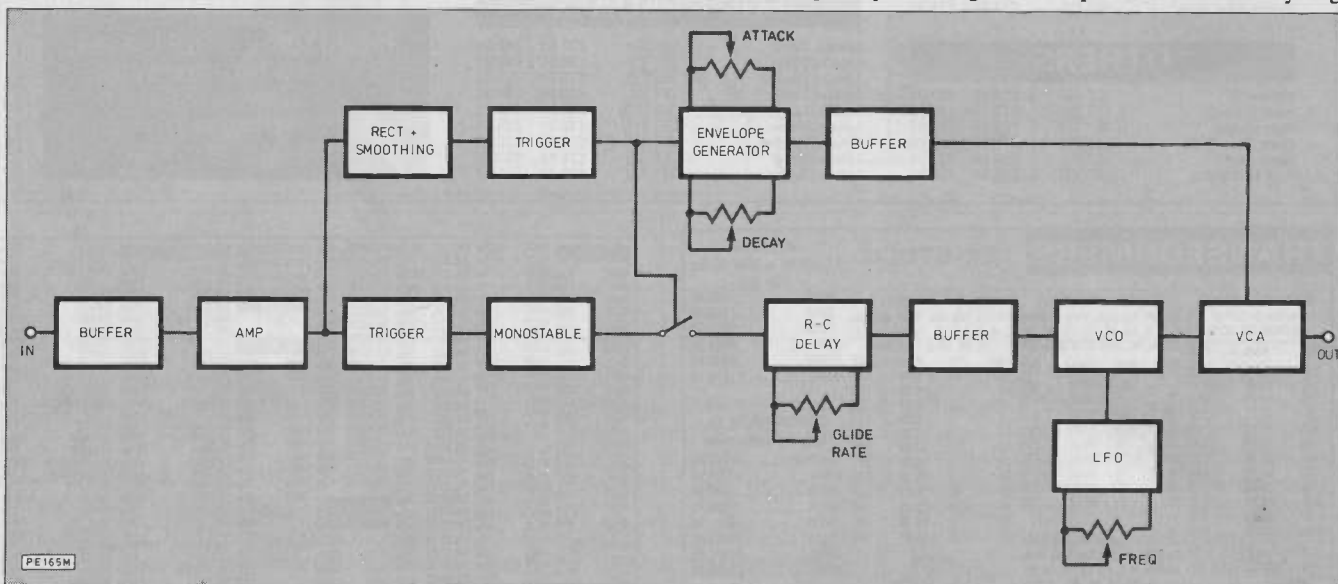 ATTACK
RECT +
SMOOTHING
TRIGGER
ENVELOPE
GENERATOR
BUFFER
DECAY
IN
BUFFER
AMP
TRIGGER
MONOSTABLE
R-C
DELAY
BUFFER
VCO
VCA
OUT
GLIDE
RATE
LFO
FREQ
PE165M